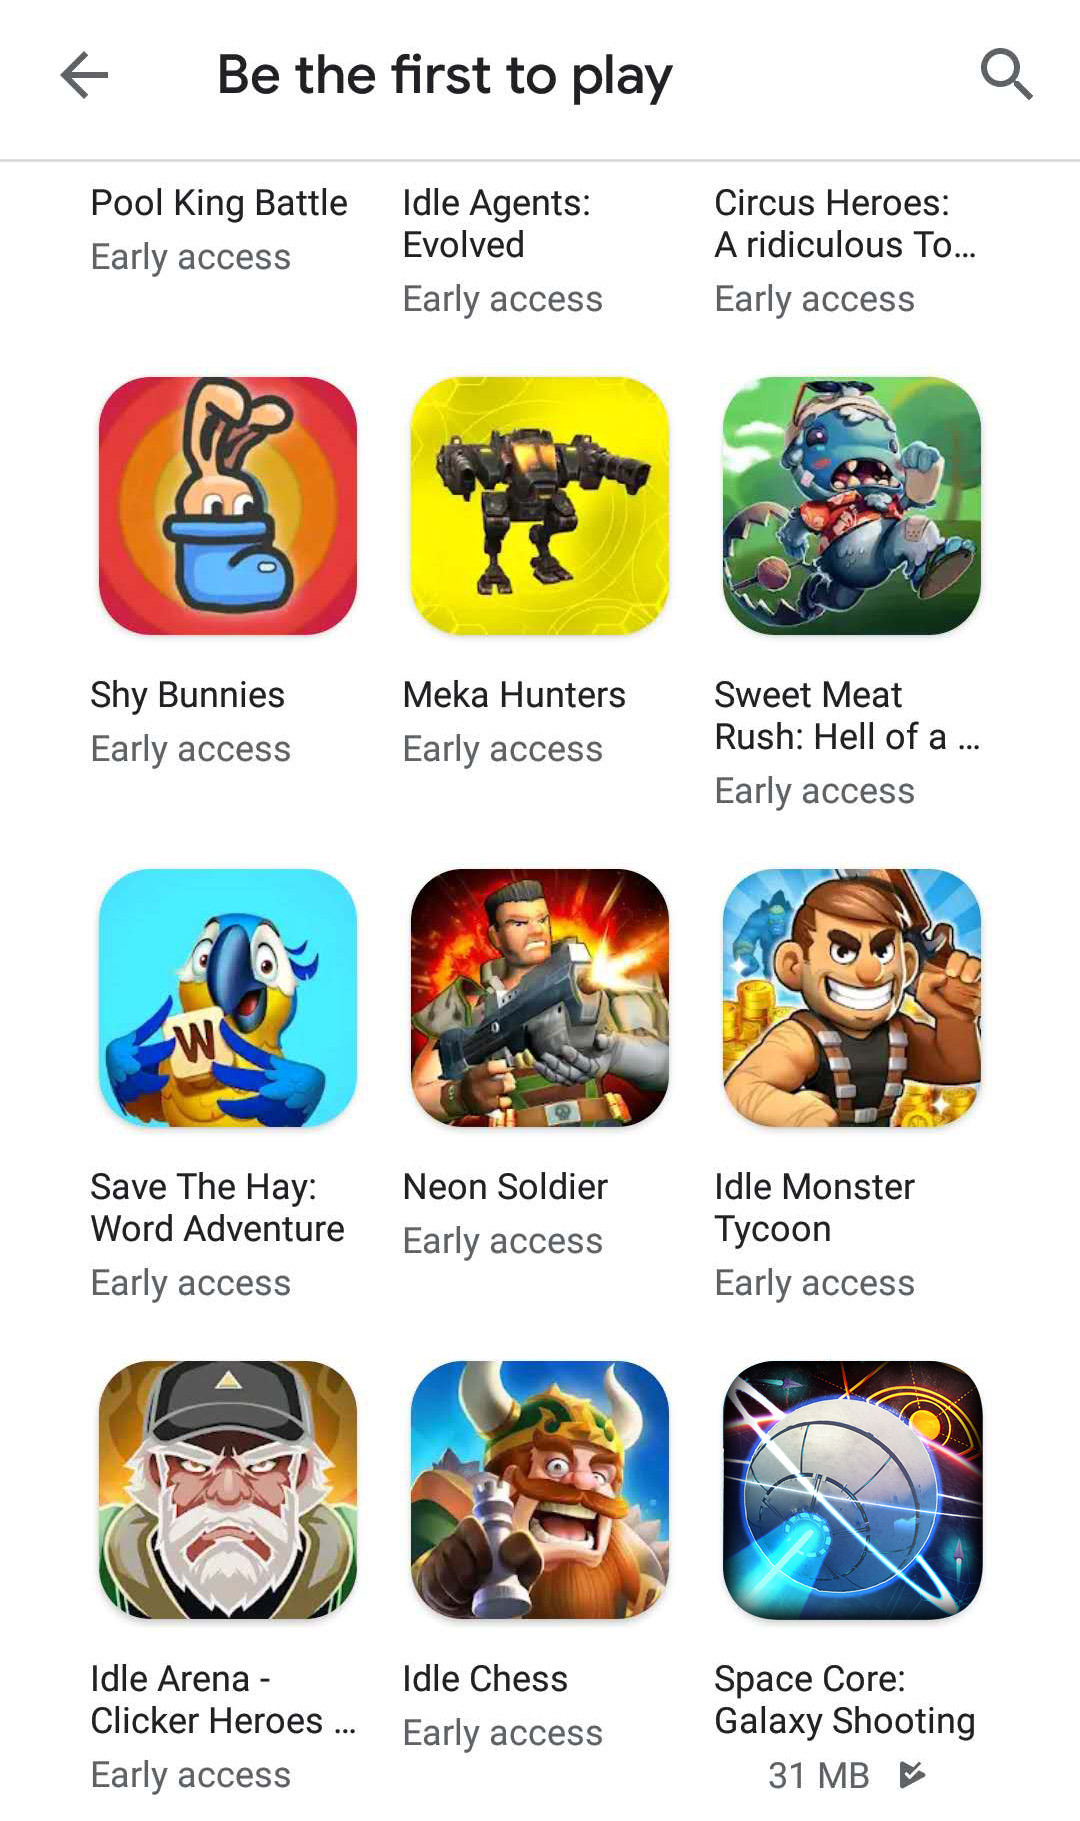 Be the first to play
Pool King Battle
Early access
Idle Agents:
Evolved
Early access
Circus Heroes:
A ridiculous To...
Early access
Shy Bunnies
Early access
Meka Hunters
Early access
Sweet Meat
Rush: Hell of a ...
Early access
W
Save The Hay:
Word Adventure
Early access
Neon Soldier
Early access
Idle Monster
Tycoon
Early access
Idle Arena -
Clicker Heroes ...
Early access
Idle Chess
Early access
Space Core:
Galaxy Shooting
31 MB